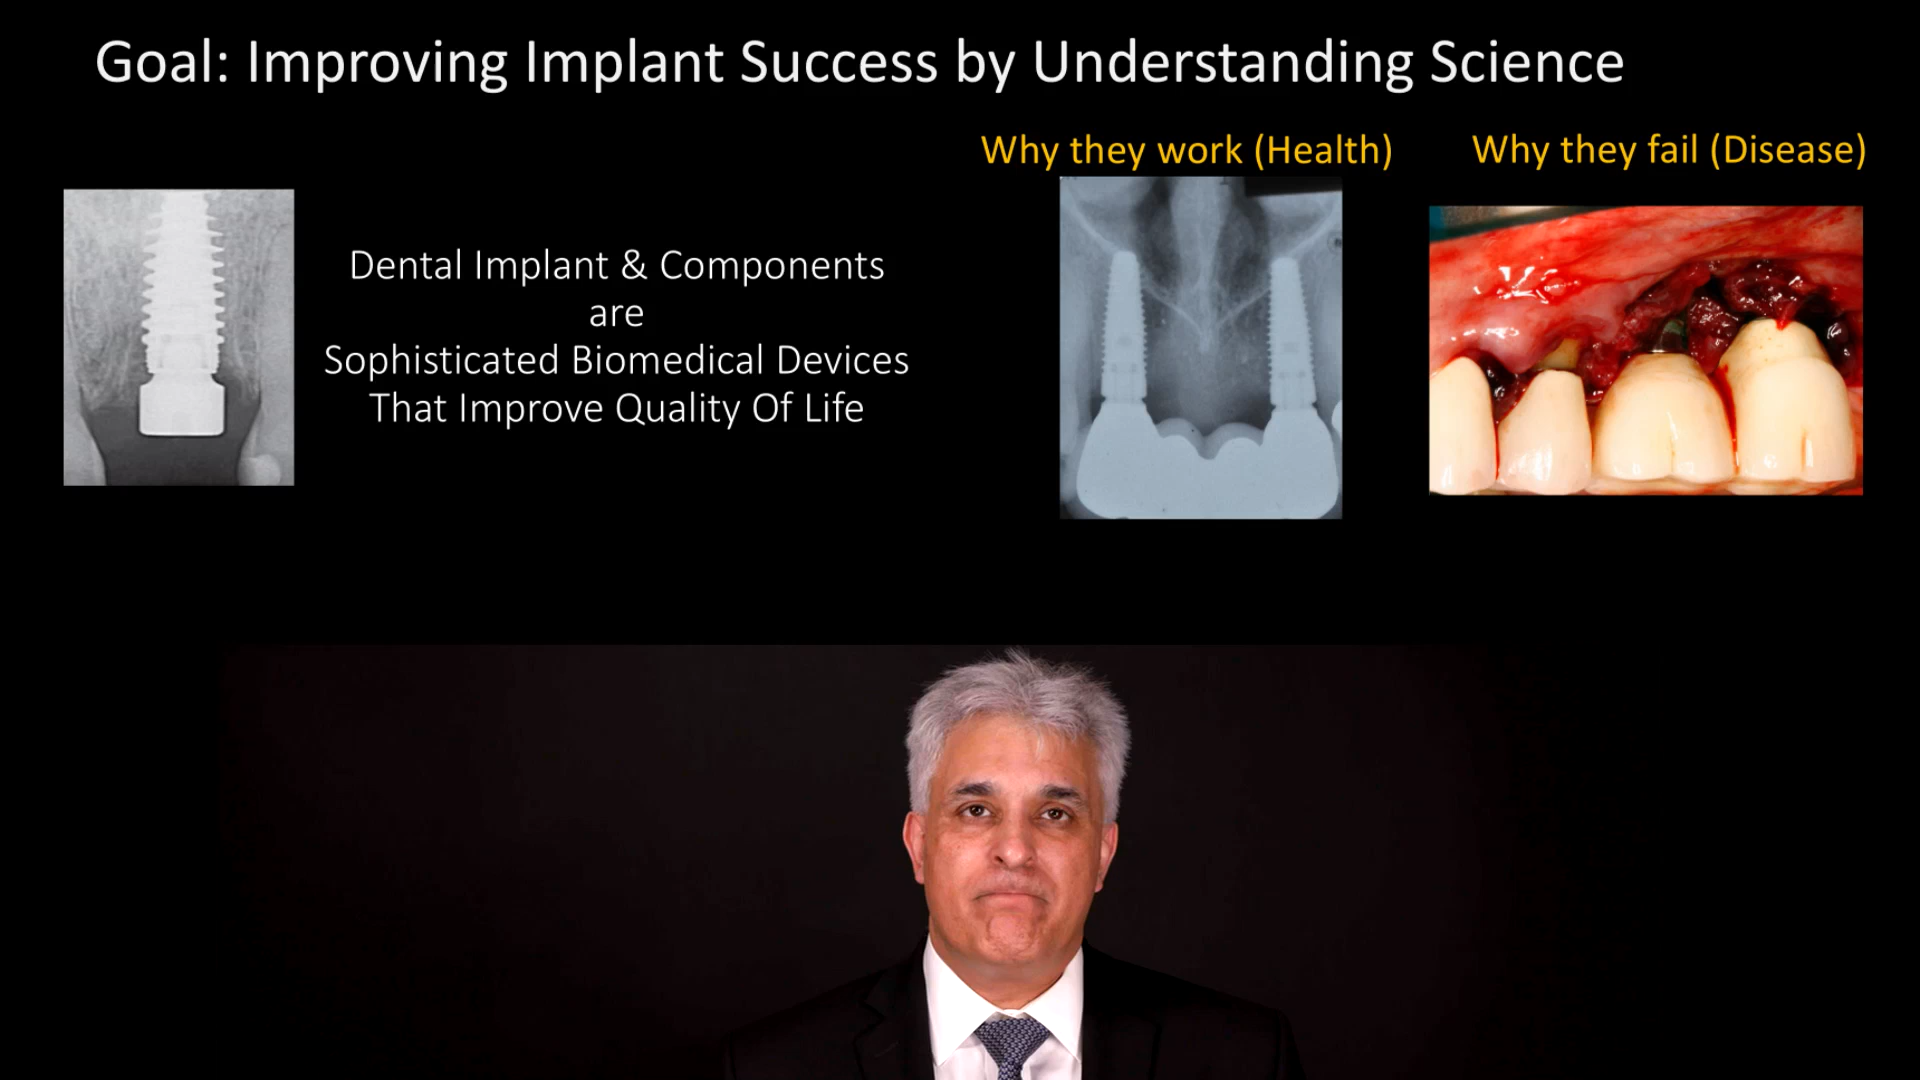 Goal: Improving Implant Success by Understanding Science
Why they work (Health)
Why they fail (Disease)
Dental Implant & Components
are
Sophisticated Biomedical Devices
That Improve Quality Of Life